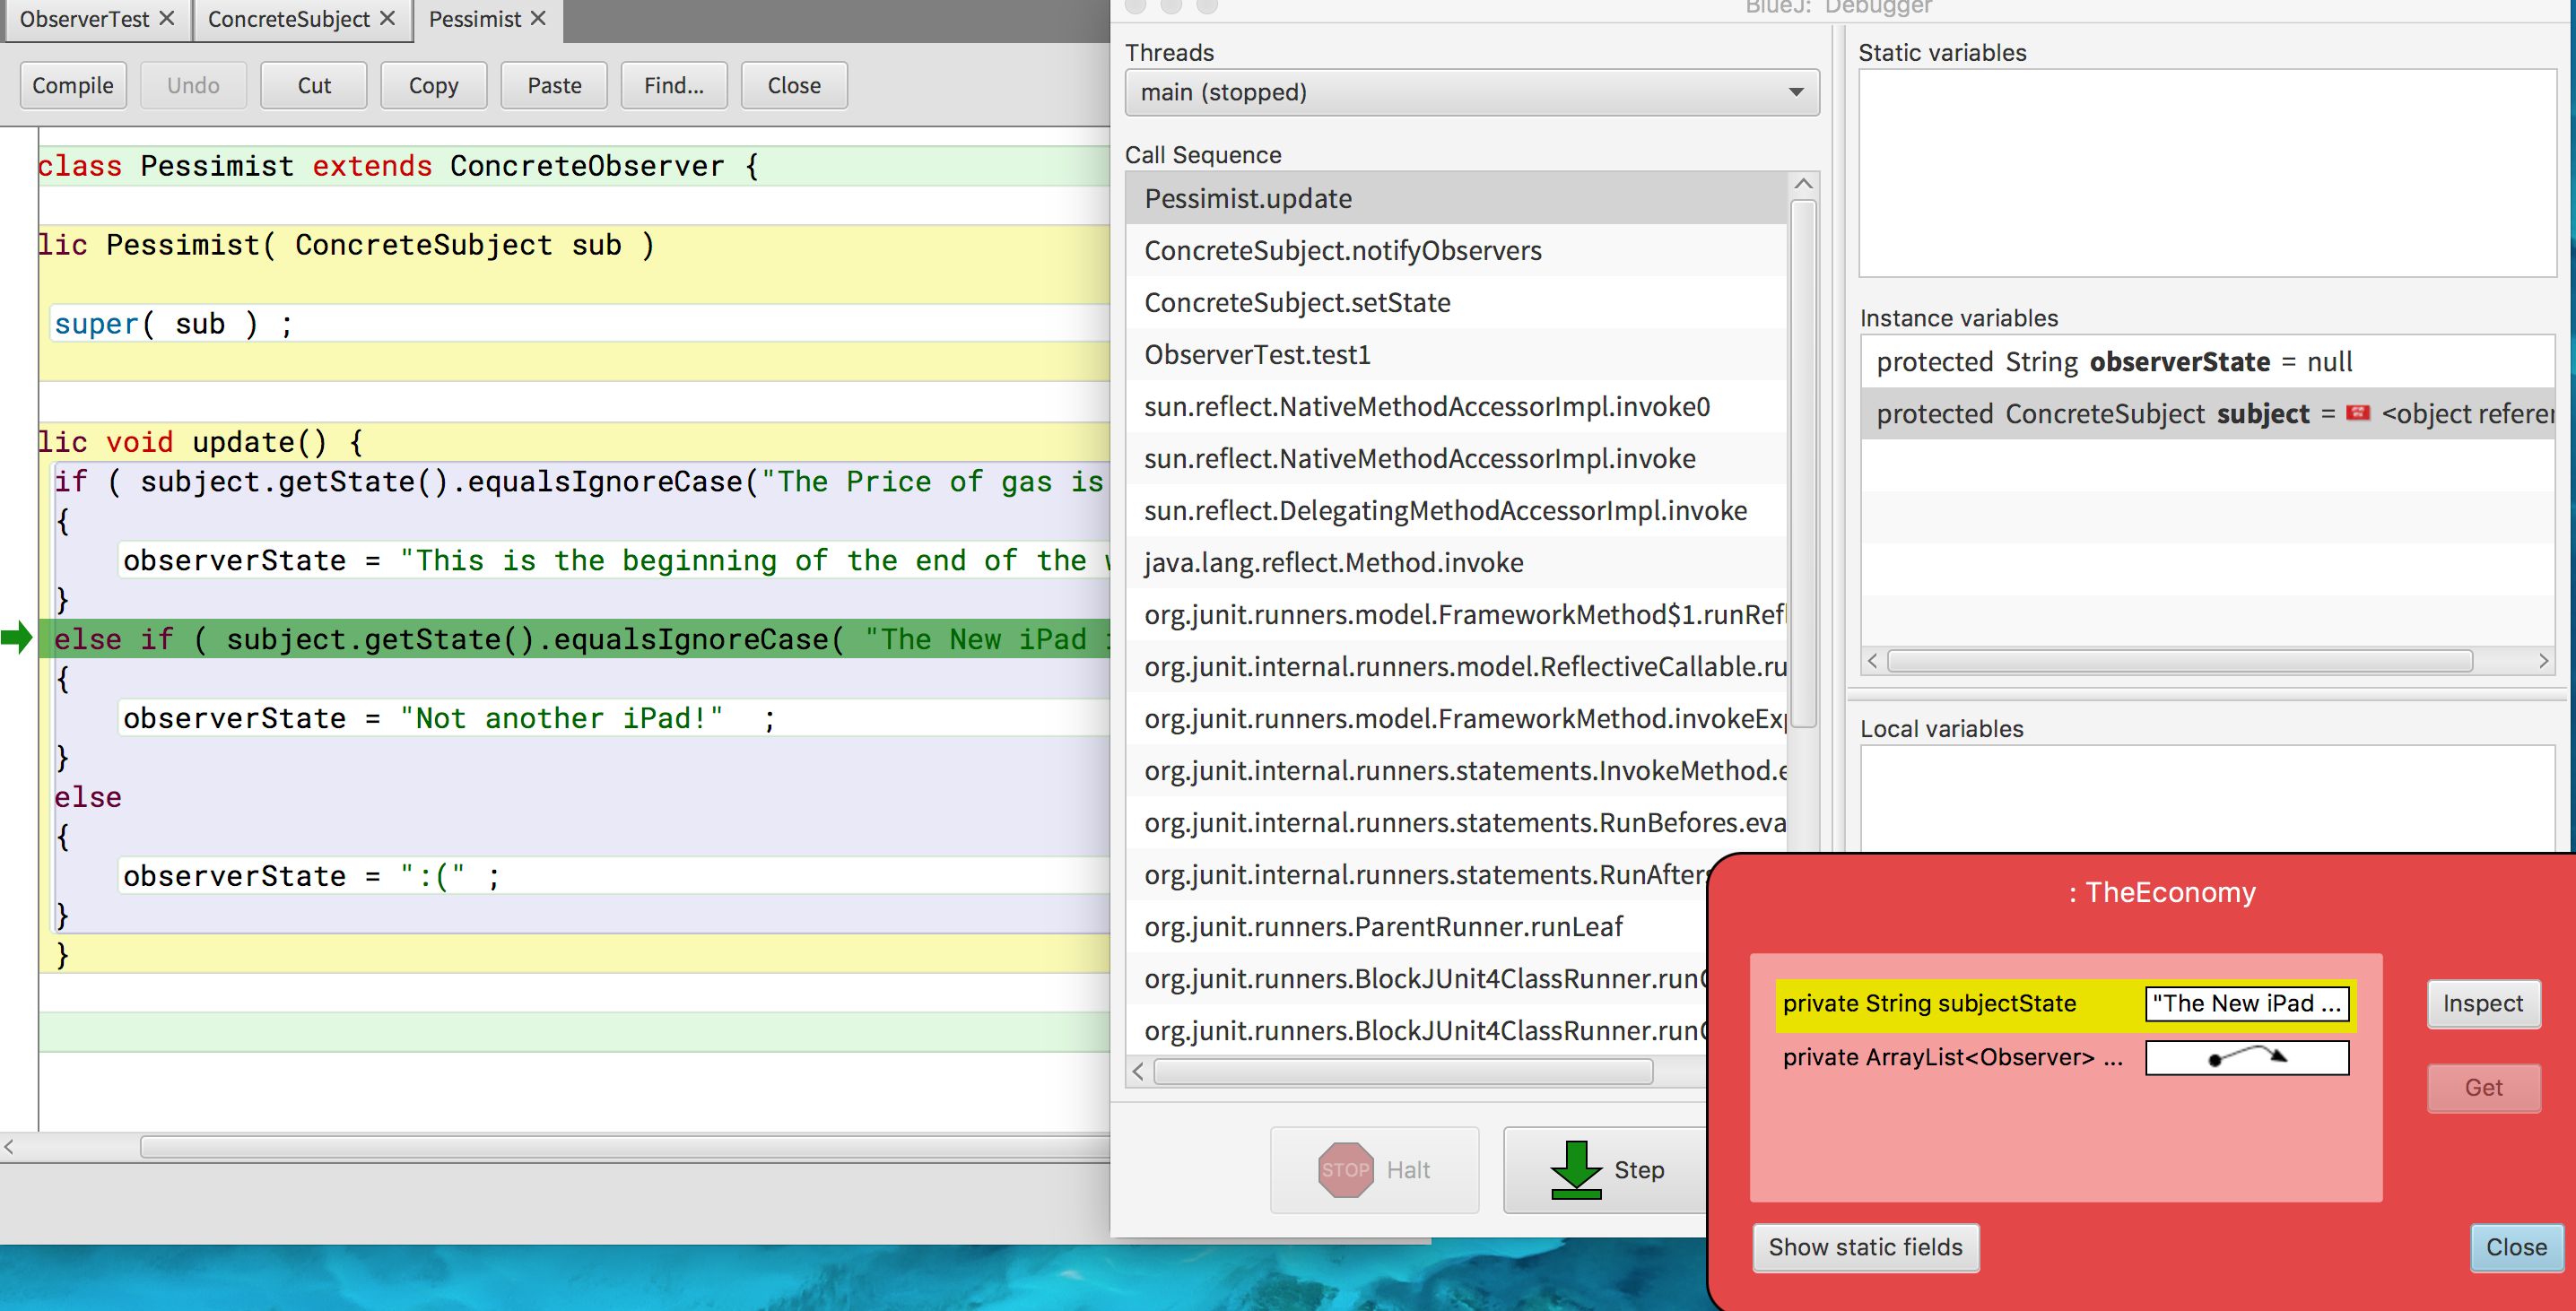 ObserverTest
ConcreteSubject
Pessimist
Compile
Undo
Cut
Copy
Paste
Find...
Close
class Pessimist extends ConcreteObserver {
lic Pessimist( ConcreteSubject sub )
super( sub ) ;
lic void update() {
if ( subject.getState().equalsIgnoreCase("The Price of gas is
{
observerState = "This is the beginning of the end of the
}
else if ( subject.getState().equalsIgnoreCase( "The New iPad
{
observerState = "Not another iPad!" ;
}
else
{
observerState = ":(" ;
}
}
BlueJ: Debugger
Threads
main (stopped)
Call Sequence
Pessimist.update
ConcreteSubject.notifyObservers
ConcreteSubject.setState
ObserverTest.test1
sun.reflect.NativeMethodAccessorImpl.invoke0
sun.reflect.NativeMethodAccessorImpl.invoke
sun.reflect.DelegatingMethodAccessorImpl.invoke
java.lang.reflect.Method.invoke
org.junit.runners.model.FrameworkMethod$1.runRefl
org.junit.internal.runners.model.ReflectiveCallable.ru
org.junit.runners.model.FrameworkMethod.invokeExp
org.junit.internal.runners.statements.InvokeMethod.e
org.junit.internal.runners.statements.RunBefores.eva
org.junit.internal.runners.statements.RunAfters
org.junit.runners.ParentRunner.runLeaf
org.junit.runners.BlockJUnit4ClassRunner.runC
org.junit.runners.BlockJUnit4ClassRunner.runC
STOP Halt
Step
Static variables
Instance variables
protected String observerState = null
protected ConcreteSubject subject = <object referen
Local variables
: TheEconomy
private String subjectState "The New iPad ...
private ArrayList<Observer> ...
Inspect
Get
Show static fields
Close